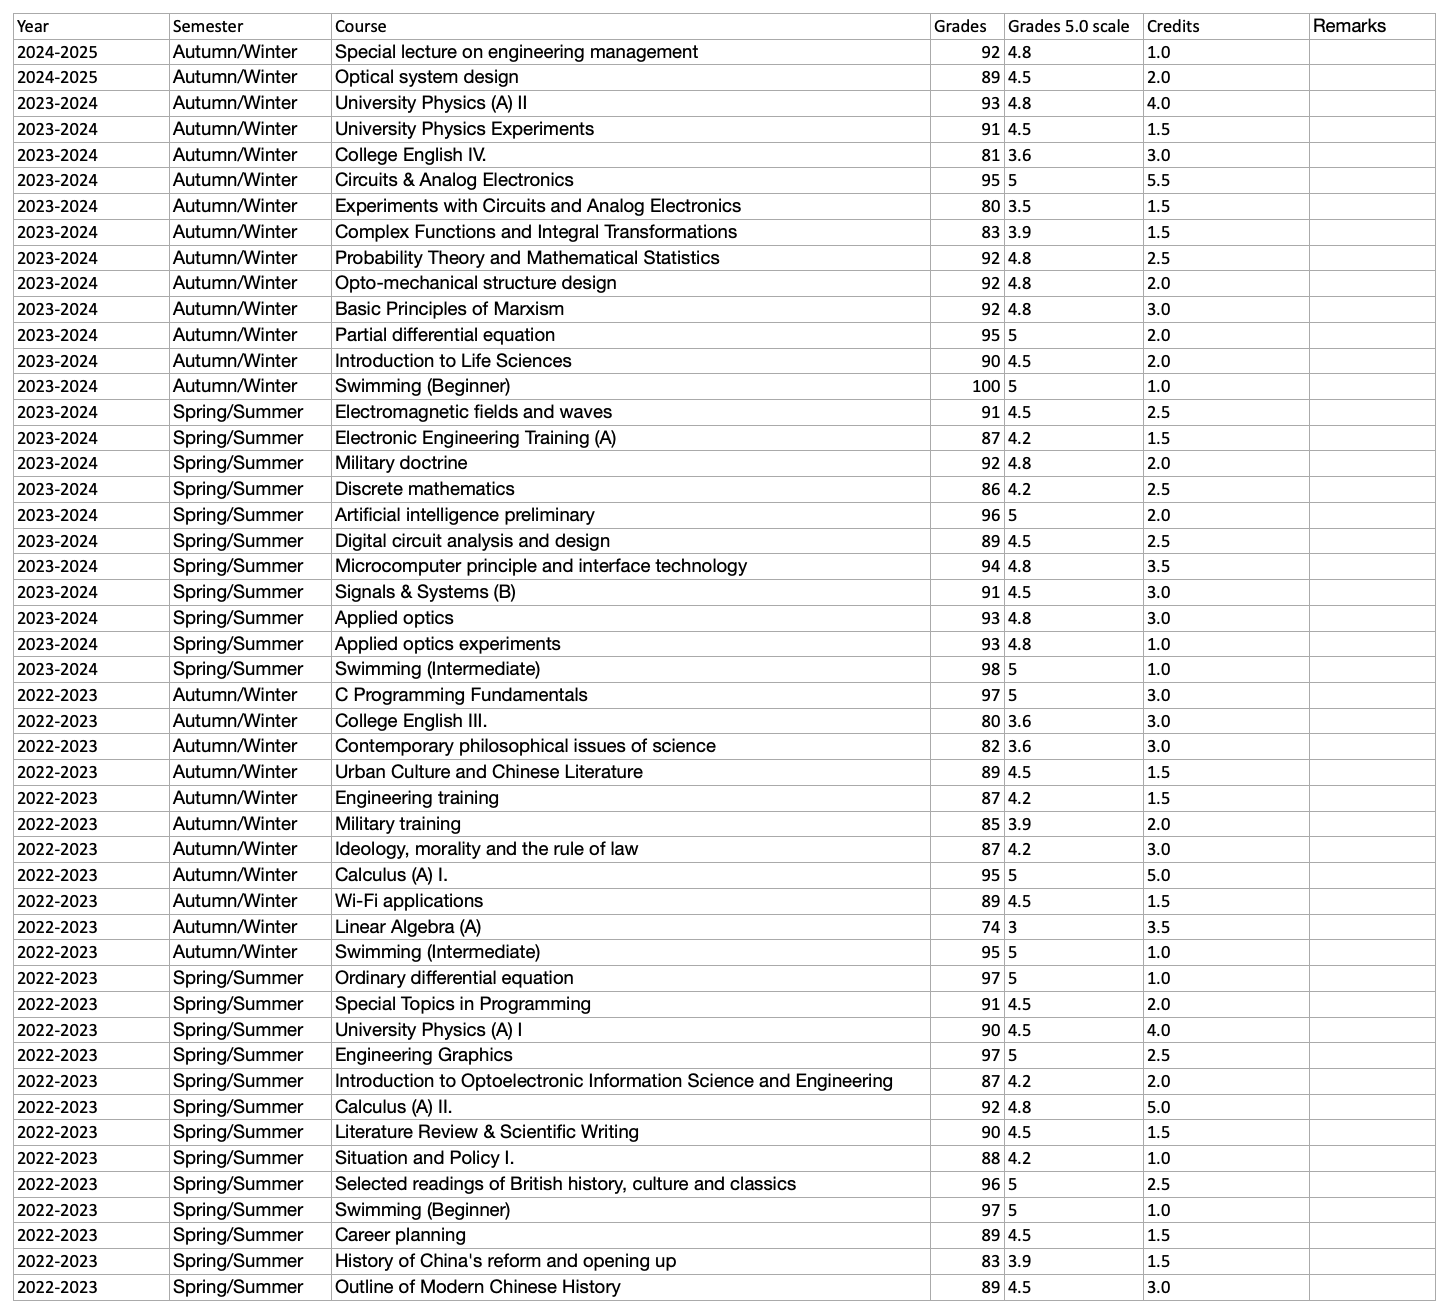 Year Semester Course Grades Grades 5.0 scale Credits Remarks
2024-2025 Autumn/Winter Special lecture on engineering management 92 4.8 1.0
2024-2025 Autumn/Winter Optical system design 89 4.5 2.0
2023-2024 Autumn/Winter University Physics (A) II 93 4.8 4.0
2023-2024 Autumn/Winter University Physics Experiments 91 4.5 1.5
2023-2024 Autumn/Winter College English IV. 81 3.6 3.0
2023-2024 Autumn/Winter Circuits & Analog Electronics 95 5 5.5
2023-2024 Autumn/Winter Experiments with Circuits and Analog Electronics 80 3.5 1.5
2023-2024 Autumn/Winter Complex Functions and Integral Transformations 83 3.9 1.5
2023-2024 Autumn/Winter Probability Theory and Mathematical Statistics 92 4.8 2.5
2023-2024 Autumn/Winter Opto-mechanical structure design 92 4.8 2.0
2023-2024 Autumn/Winter Basic Principles of Marxism 92 4.8 3.0
2023-2024 Autumn/Winter Partial differential equation 95 5 2.0
2023-2024 Autumn/Winter Introduction to Life Sciences 90 4.5 2.0
2023-2024 Autumn/Winter Swimming (Beginner) 100 5 1.0
2023-2024 Spring/Summer Electromagnetic fields and waves 91 4.5 2.5
2023-2024 Spring/Summer Electronic Engineering Training (A) 87 4.2 1.5
2023-2024 Spring/Summer Military doctrine 92 4.8 2.0
2023-2024 Spring/Summer Discrete mathematics 86 4.2 2.5
2023-2024 Spring/Summer Artificial intelligence preliminary 96 5 2.0
2023-2024 Spring/Summer Digital circuit analysis and design 89 4.5 2.5
2023-2024 Spring/Summer Microcomputer principle and interface technology 94 4.8 3.5
2023-2024 Spring/Summer Signals & Systems (B) 91 4.5 3.0
2023-2024 Spring/Summer Applied optics 93 4.8 3.0
2023-2024 Spring/Summer Applied optics experiments 93 4.8 1.0
2023-2024 Spring/Summer Swimming (Intermediate) 98 5 1.0
2022-2023 Autumn/Winter C Programming Fundamentals 97 5 3.0
2022-2023 Autumn/Winter College English III. 80 3.6 3.0
2022-2023 Autumn/Winter Contemporary philosophical issues of science 82 3.6 3.0
2022-2023 Autumn/Winter Urban Culture and Chinese Literature 89 4.5 1.5
2022-2023 Autumn/Winter Engineering training 87 4.2 1.5
2022-2023 Autumn/Winter Military training 85 3.9 2.0
2022-2023 Autumn/Winter Ideology, morality and the rule of law 87 4.2 3.0
2022-2023 Autumn/Winter Calculus (A) I. 95 5 5.0
2022-2023 Autumn/Winter Wi-Fi applications 89 4.5 1.5
2022-2023 Autumn/Winter Linear Algebra (A) 74 3 3.5
2022-2023 Autumn/Winter Swimming (Intermediate) 95 5 1.0
2022-2023 Spring/Summer Ordinary differential equation 97 5 1.0
2022-2023 Spring/Summer Special Topics in Programming 91 4.5 2.0
2022-2023 Spring/Summer University Physics (A) I 90 4.5 4.0
2022-2023 Spring/Summer Engineering Graphics 97 5 2.5
2022-2023 Spring/Summer Introduction to Optoelectronic Information Science and Engineering 87 4.2 2.0
2022-2023 Spring/Summer Calculus (A) II. 92 4.8 5.0
2022-2023 Spring/Summer Literature Review & Scientific Writing 90 4.5 1.5
2022-2023 Spring/Summer Situation and Policy I. 88 4.2 1.0
2022-2023 Spring/Summer Selected readings of British history, culture and classics 96 5 2.5
2022-2023 Spring/Summer Swimming (Beginner) 97 5 1.0
2022-2023 Spring/Summer Career planning 89 4.5 1.5
2022-2023 Spring/Summer History of China's reform and opening up 83 3.9 1.5
2022-2023 Spring/Summer Outline of Modern Chinese History 89 4.5 3.0